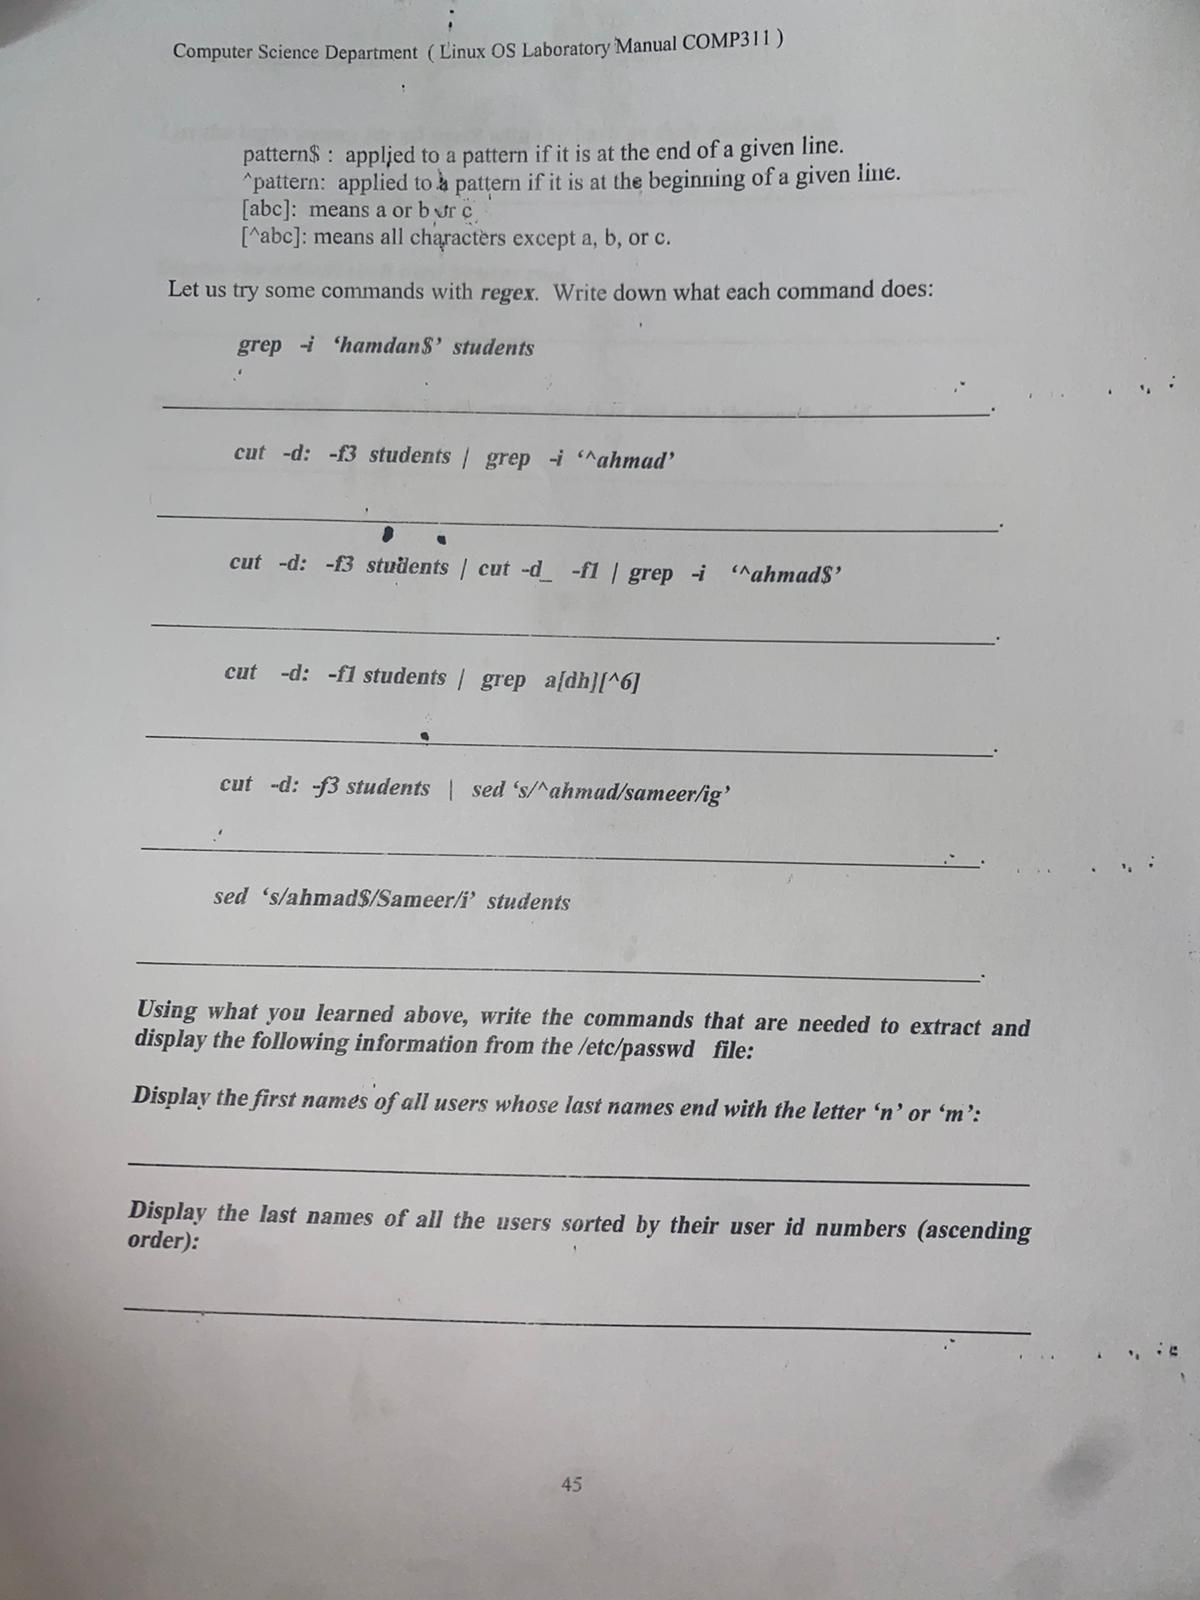 Computer Science Department ( Linux OS Laboratory Manual COMP311 )
pattern$ : applied to a pattern if it is at the end of a given line.
^pattern: applied to a pattern if it is at the beginning of a given line.
[abc]: means a or b or c
[^abc]: means all characters except a, b, or c.
Let us try some commands with regex. Write down what each command does:
grep -i ‘hamdan$’ students
cut -d: -f3 students | grep -i ‘^ahmad’
cut -d: -f3 students | cut -d_ -f1 | grep -i ‘^ahmad$’
cut -d: -f1 students | grep a[dh][^6]
cut -d: -f3 students | sed ‘s/^ahmad/sameer/ig’
sed ‘s/ahmad$/Sameer/i’ students
Using what you learned above, write the commands that are needed to extract and
display the following information from the /etc/passwd file:
Display the first names of all users whose last names end with the letter ‘n’ or ‘m’:
Display the last names of all the users sorted by their user id numbers (ascending
order):
45